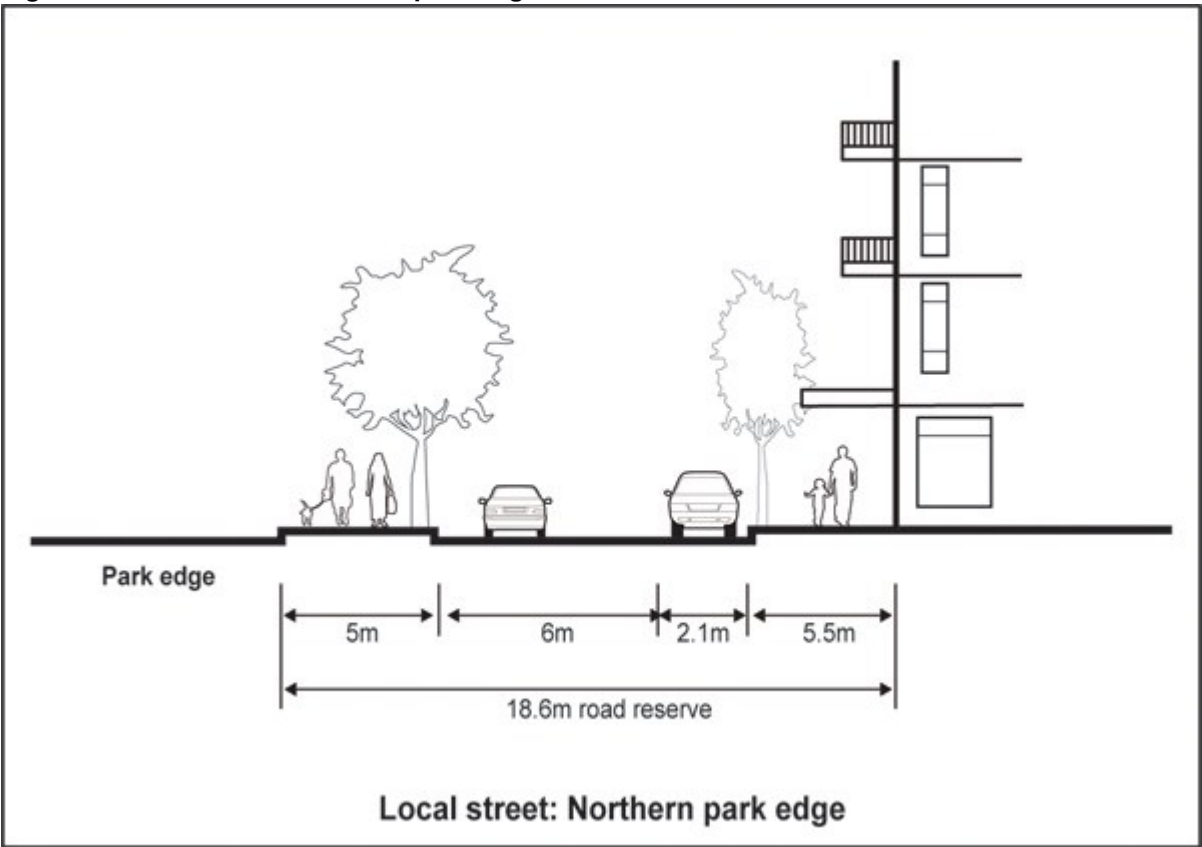 Park edge
5m
6m
2.1m
5.5m
18.6m road reserve
Local street: Northern park edge